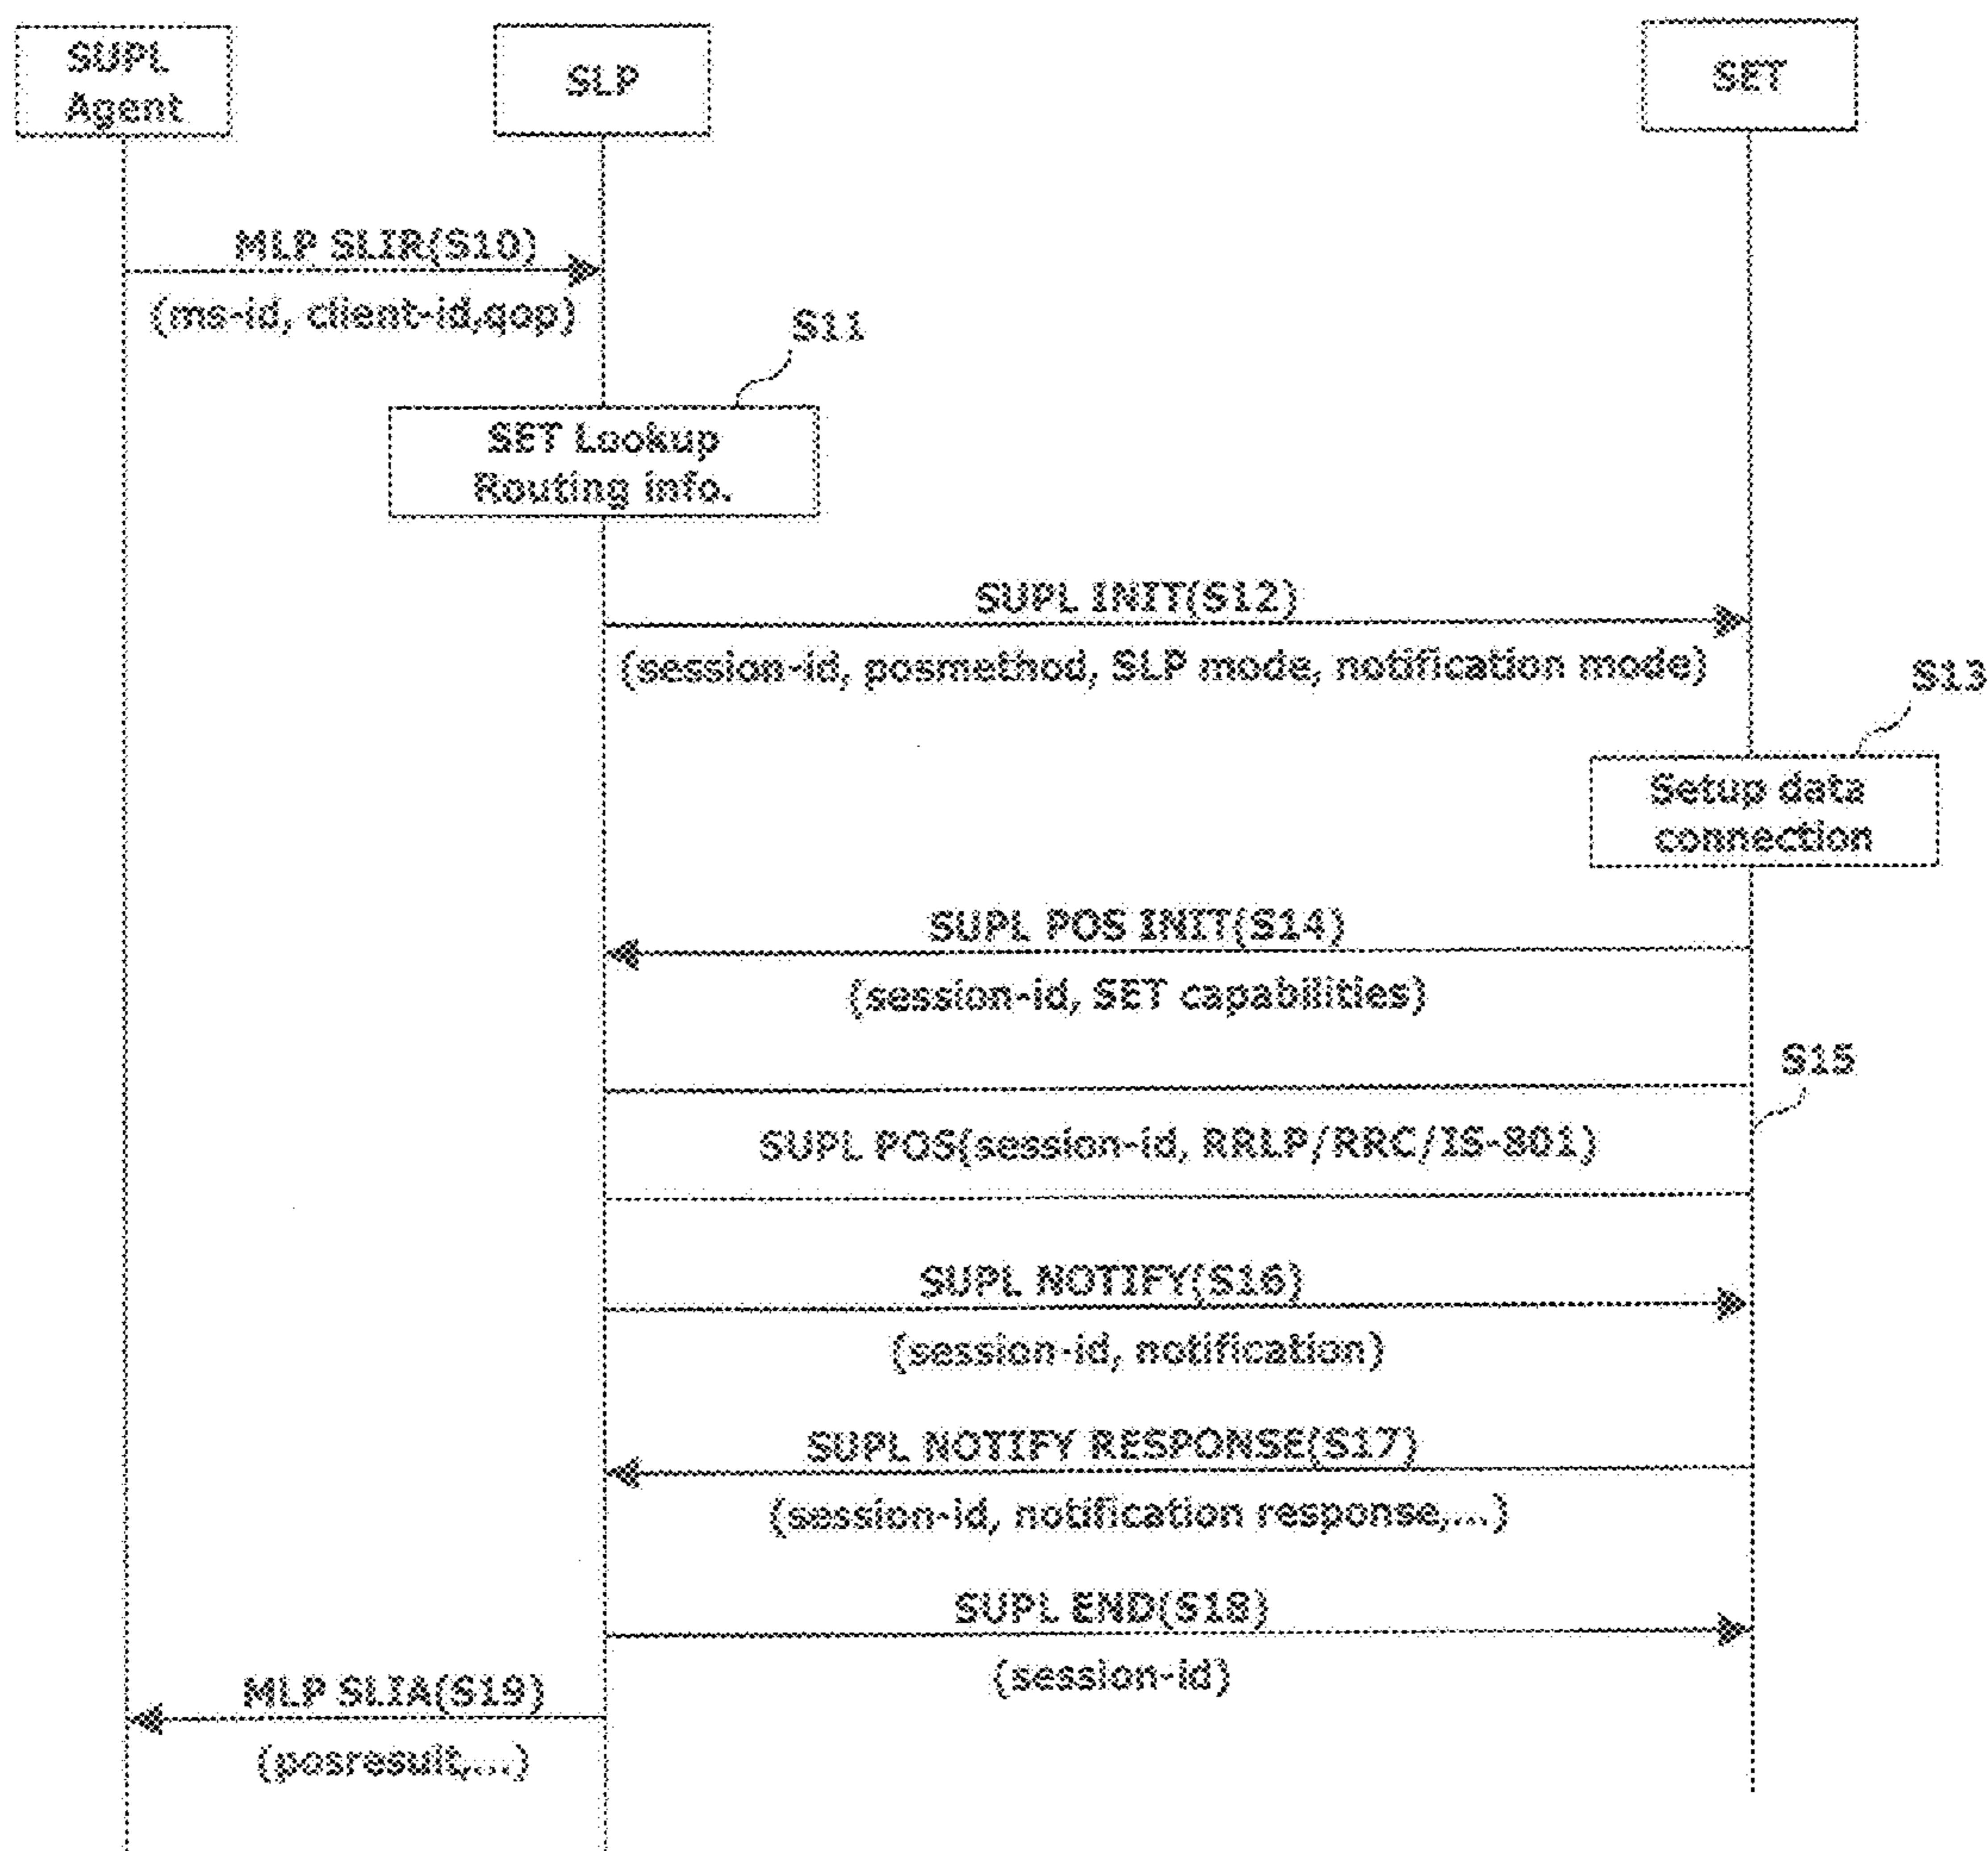 SUPL
Agent
SLP
SET
MLP SLIR(S10)
(ms-id, client-id,qop)
S11
SET Lookup
Routing info.
SUPL INIT(S12)
(session-id, posmethod, SLP mode, notification mode)
S13
Setup data
connection
SUPL POS INIT(S14)
(session-id, SET capabilities)
S15
SUPL POS(session-id, RRLP/RRC/IS-801)
SUPL NOTIFY(S16)
(session-id, notification)
SUPL NOTIFY RESPONSE(S17)
(session-id, notification response,...)
SUPL END(S18)
(session-id)
MLP SLIA(S19)
(posresult,...)